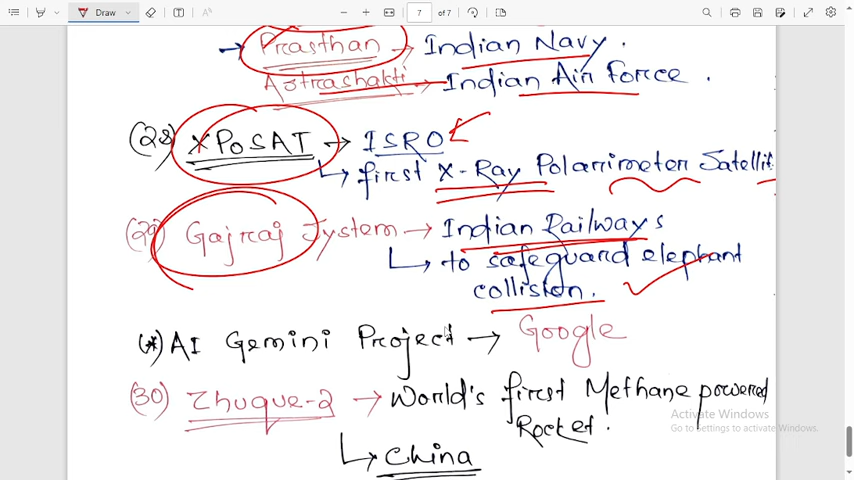 Draw
7 of 7
→ Prasthan → Indian Navy.
Astrashakti → Indian Air Force.
(28) XPoSAT → ISRO
↳ first X-Ray Polarimeter Satellit
(29) Gajraj System → Indian Railways
↳ to safeguard elephant
collision.
(*) AI Gemini Project → Google
(30) Zhuque-2 → World's first Methane powered
Rocket.
↳ China
Activate Windows
Go to Settings to activate Windows.